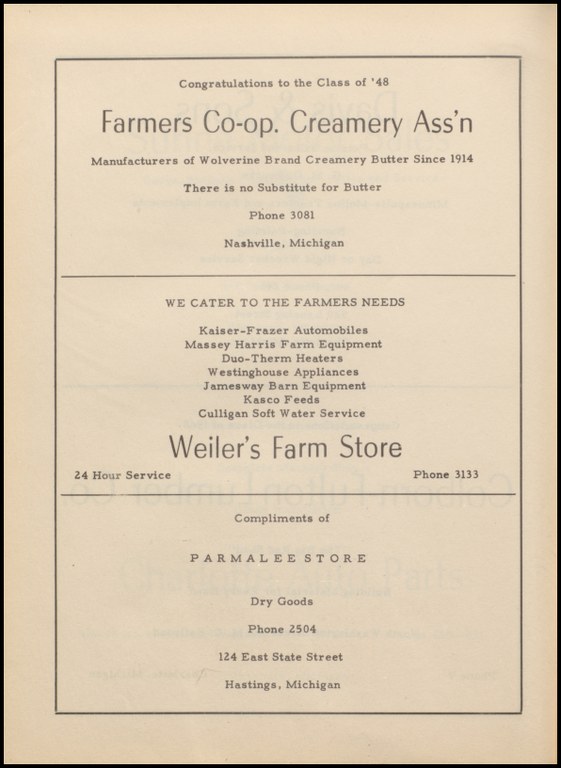 Congratulations to the Class of '48
Farmers Co-op. Creamery Ass'n
Manufacturers of Wolverine Brand Creamery Butter Since 1914
There is no Substitute for Butter
Phone 3081
Nashville, Michigan
WE CATER TO THE FARMERS NEEDS
Kaiser-Frazer Automobiles
Massey Harris Farm Equipment
Duo-Therm Heaters
Westinghouse Appliances
Jamesway Barn Equipment
Kasco Feeds
Culligan Soft Water Service
Weiler's Farm Store
24 Hour Service Phone 3133
Compliments of
PARMALEE STORE
Dry Goods
Phone 2504
124 East State Street
Hastings, Michigan